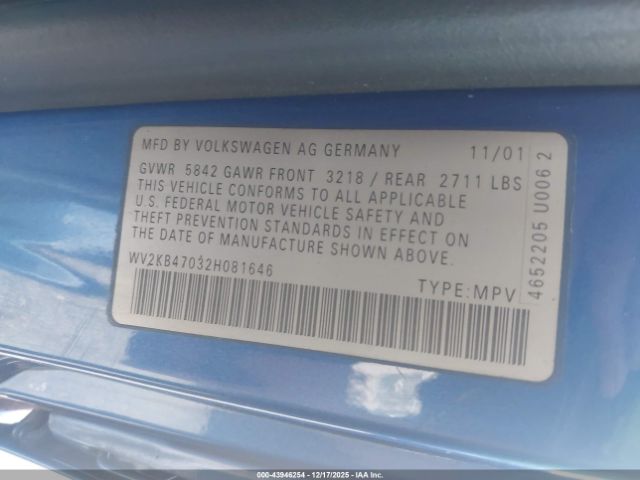 MFD BY VOLKSWAGEN AG GERMANY 11/01
GVWR 5842 GAWR FRONT 3218 / REAR 2711 LBS
THIS VEHICLE CONFORMS TO ALL APPLICABLE
U.S. FEDERAL MOTOR VEHICLE SAFETY AND
THEFT PREVENTION STANDARDS IN EFFECT ON
THE DATE OF MANUFACTURE SHOWN ABOVE.
WV2KB47032H081646
TYPE:MPV
4652205 U006 2
000-43946254 - 12/17/2025 - IAAC